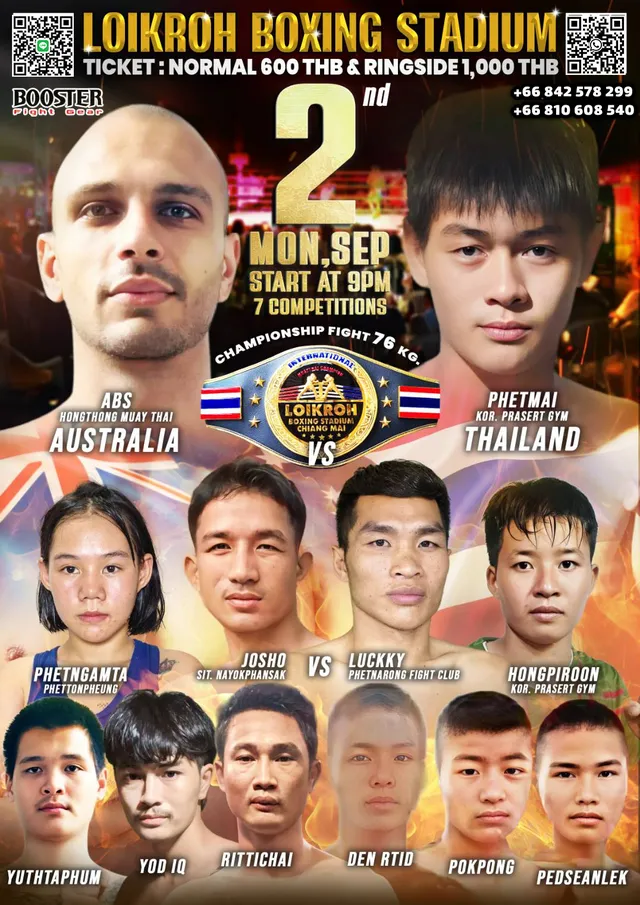 LOIKROH BOXING STADIUM
TICKET : NORMAL 600 THB & RINGSIDE 1,000 THB
BOOSTER
Fight Gear
+66 842 578 299
+66 810 608 540
2nd
MON,SEP
START AT 9PM
7 COMPETITIONS
CHAMPIONSHIP FIGHT 76 KG.
INTERNATIONAL
LOIKROH
BOXING STADIUM
CHIANG MAI
VS
ABS
HONGTHONG MUAY THAI
AUSTRALIA
PHETMAI
KOR. PRASERT GYM
THAILAND
PHETNGAMTA
PHETTONPHEUNG
JOSHO
SIT. NAYOKPHANSAK
VS
LUCKKY
PHETNARONG FIGHT CLUB
HONGPIROON
KOR. PRASERT GYM
YUTHTAPHUM
YOD IQ
RITTICHAI
DEN RTID
POKPONG
PEDSEANLEK